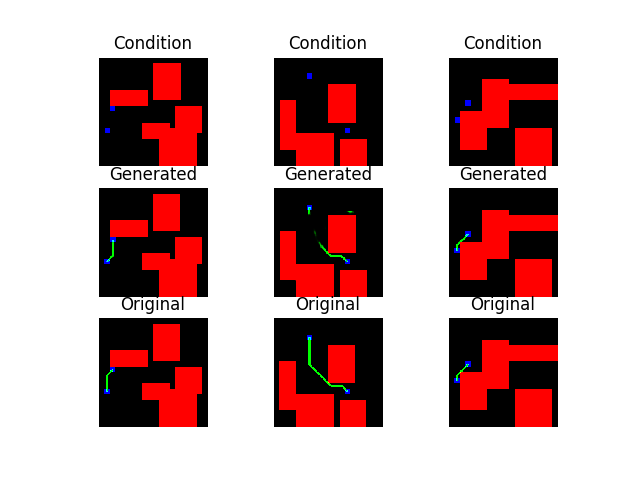 Condition Condition Condition
Generated Generated Generated
Original Original Original